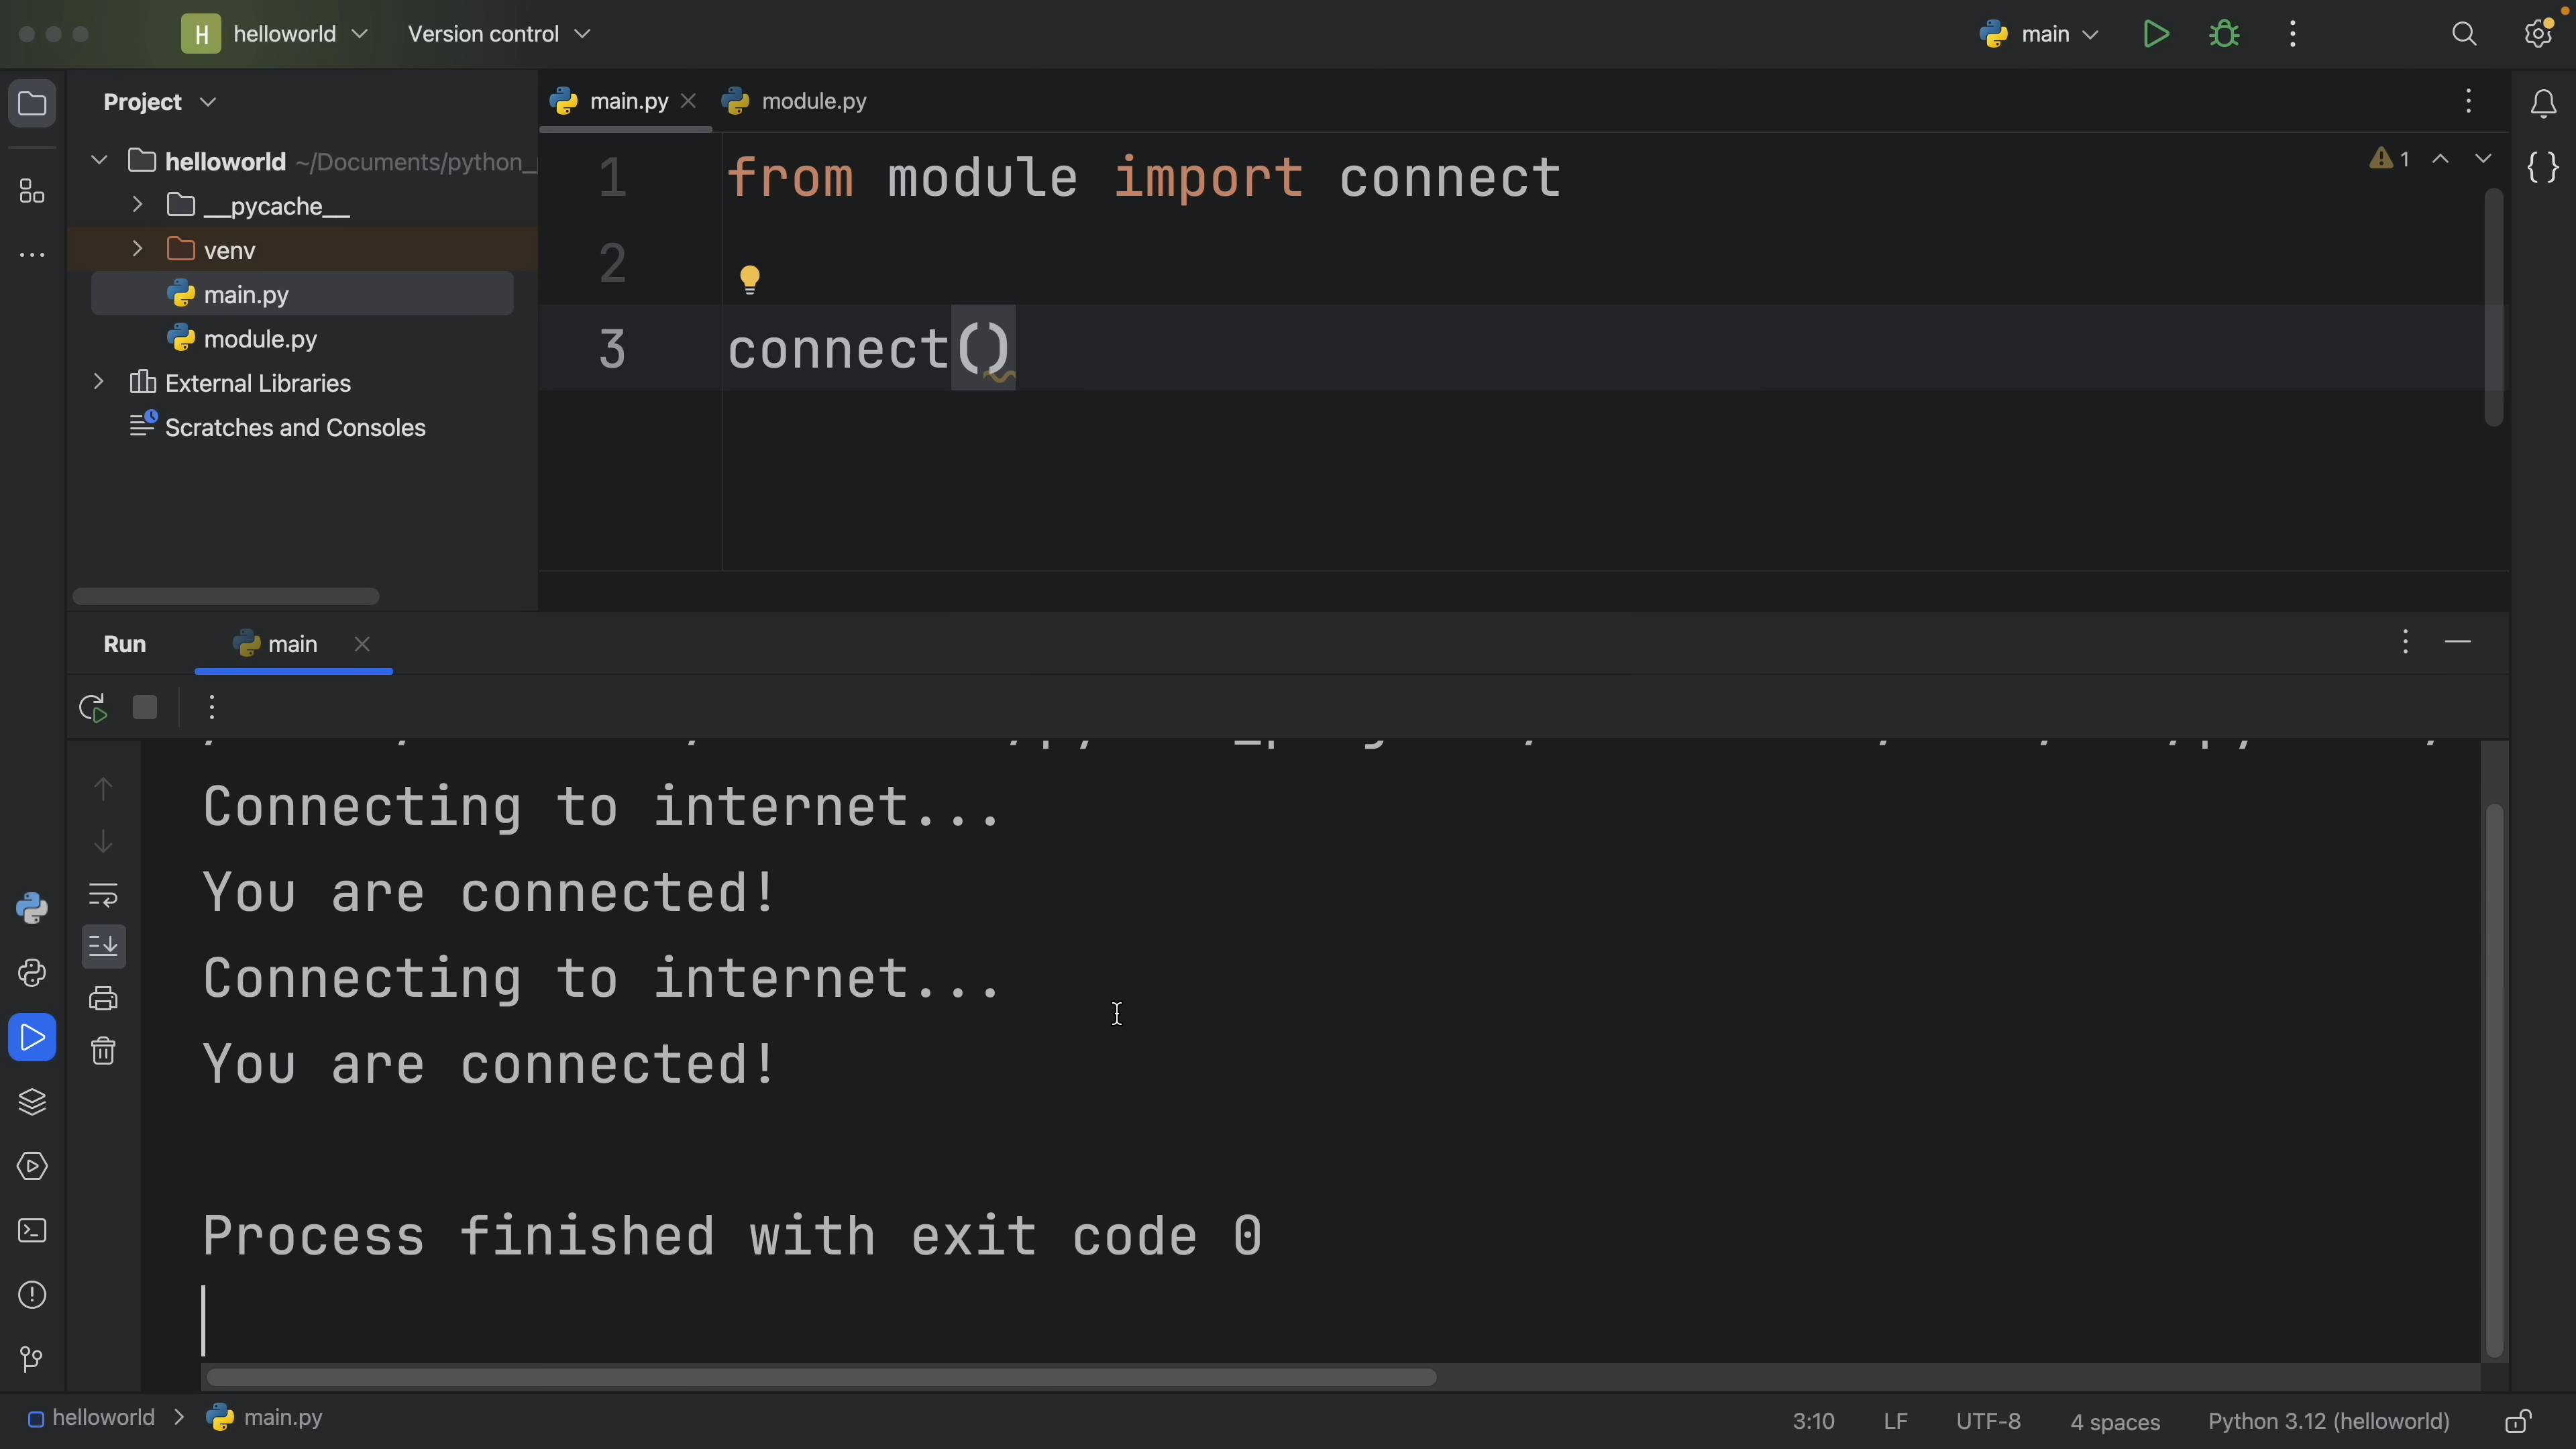 H helloworld Version control main
Project
main.py module.py
helloworld ~/Documents/python_
__pycache__
venv
main.py
module.py
External Libraries
Scratches and Consoles
1 from module import connect
2
3 connect()
1
{}
Run main
Connecting to internet...
You are connected!
Connecting to internet...
You are connected!
Process finished with exit code 0
helloworld > main.py 3:10 LF UTF-8 4 spaces Python 3.12 (helloworld)